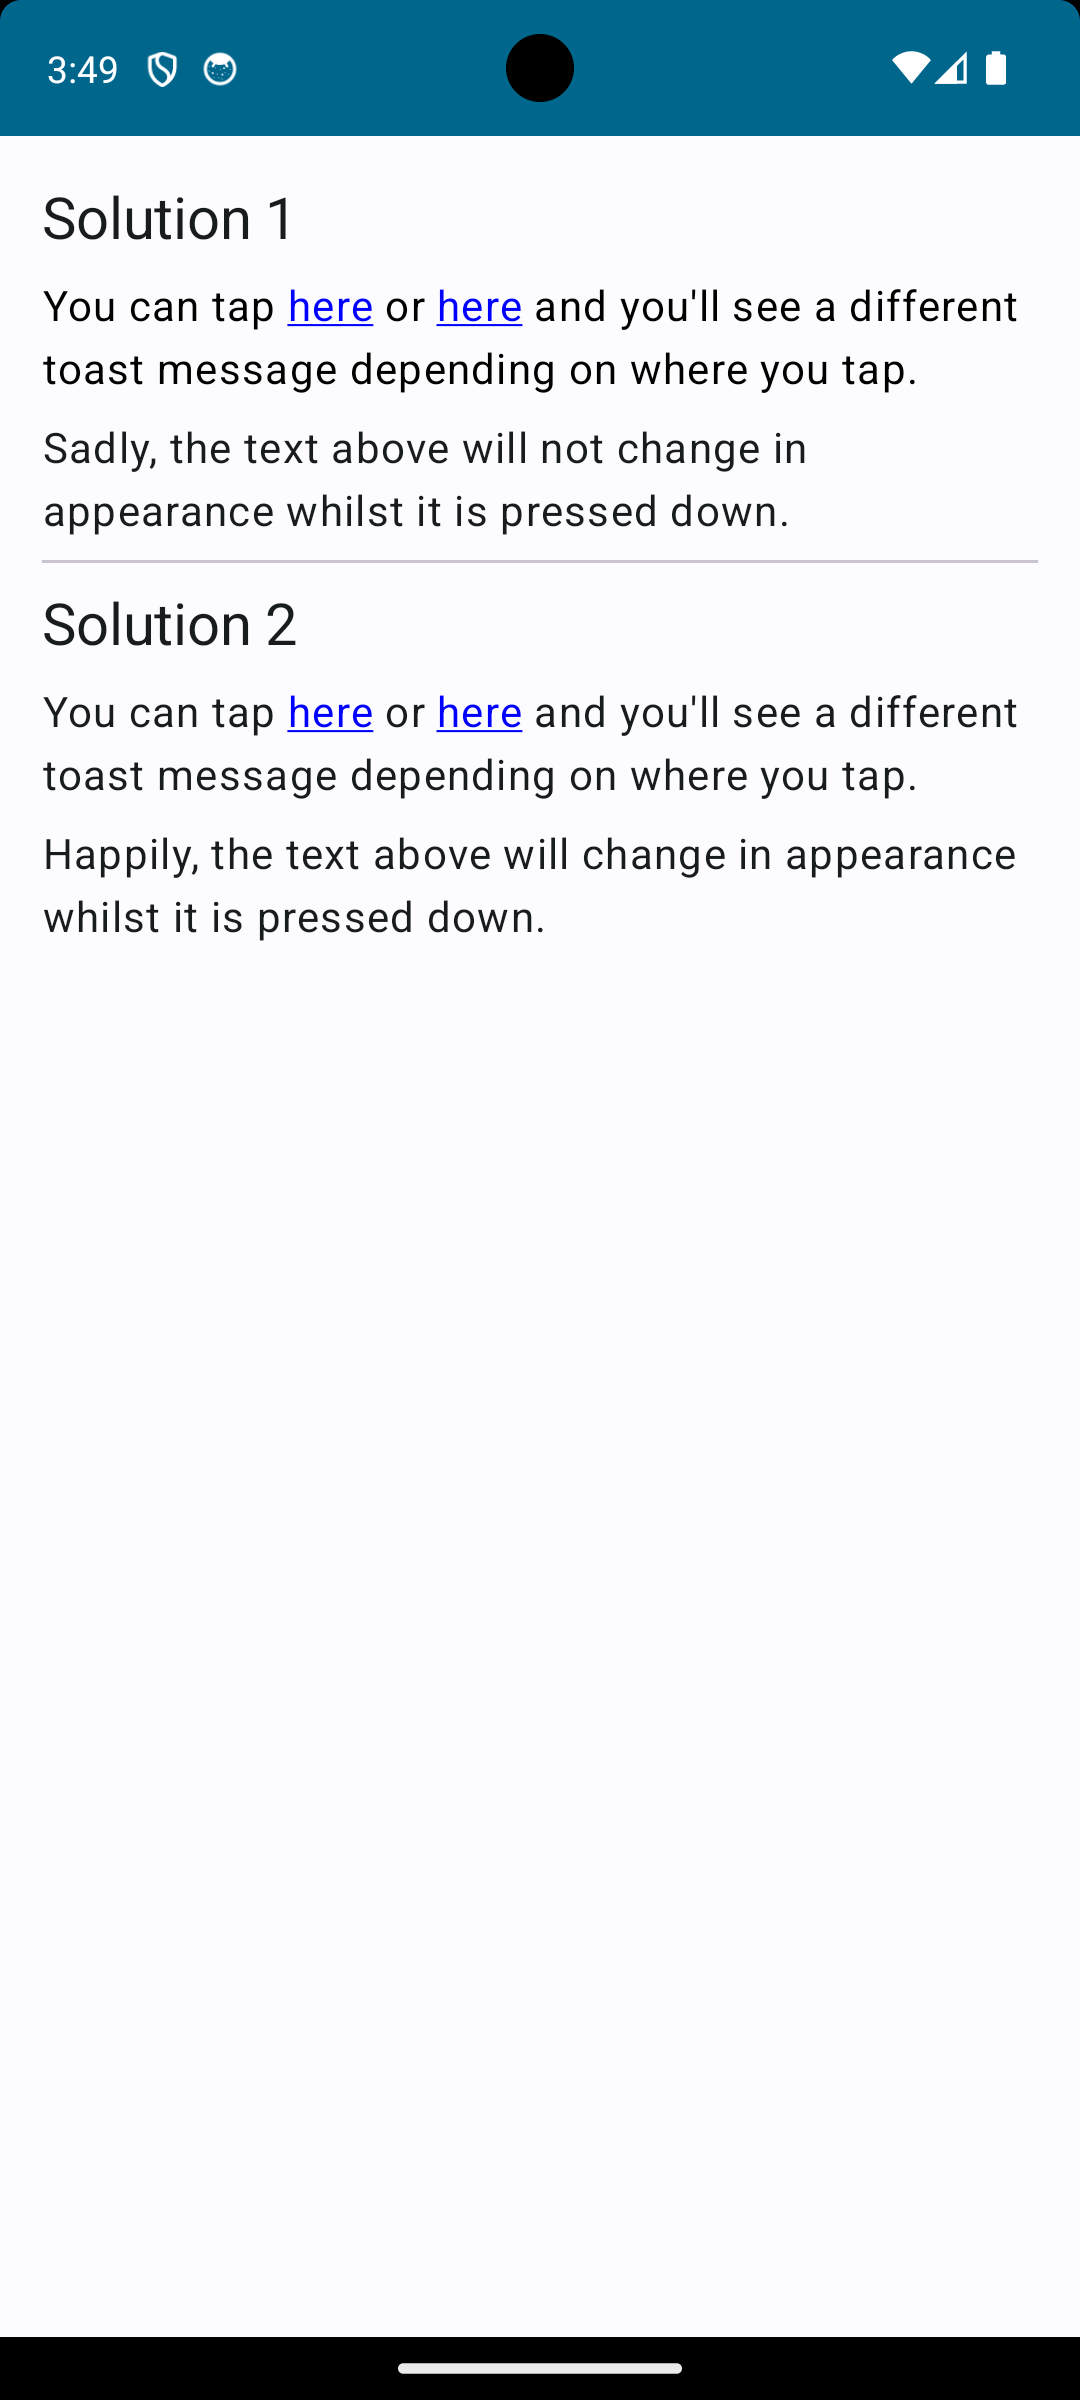 3:49
Solution 1
You can tap here or here and you'll see a different
toast message depending on where you tap.
Sadly, the text above will not change in
appearance whilst it is pressed down.
Solution 2
You can tap here or here and you'll see a different
toast message depending on where you tap.
Happily, the text above will change in appearance
whilst it is pressed down.